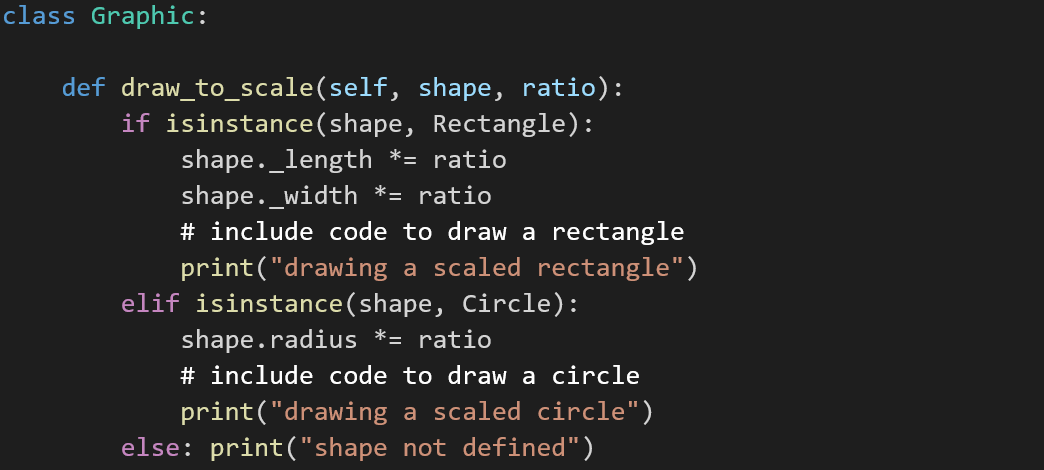 class Graphic:
    def draw_to_scale(self, shape, ratio):
        if isinstance(shape, Rectangle):
            shape._length *= ratio
            shape._width *= ratio
            # include code to draw a rectangle
            print("drawing a scaled rectangle")
        elif isinstance(shape, Circle):
            shape.radius *= ratio
            # include code to draw a circle
            print("drawing a scaled circle")
        else: print("shape not defined")